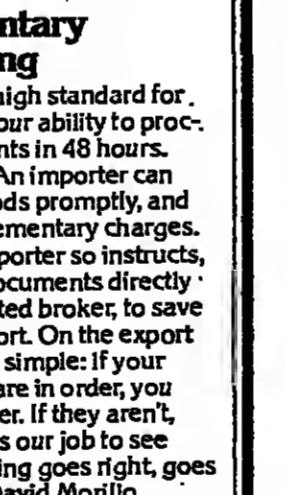 ntary
ng
high standard for.
our ability to proc-
nts in 48 hours.
An importer can
ods promptly, and
ementary charges.
porter so instructs,
ocuments directly
ted broker, to save
ort. On the export
simple: If your
are in order, you
er. If they aren't,
s our job to see
ing goes right, goes
David Morillo